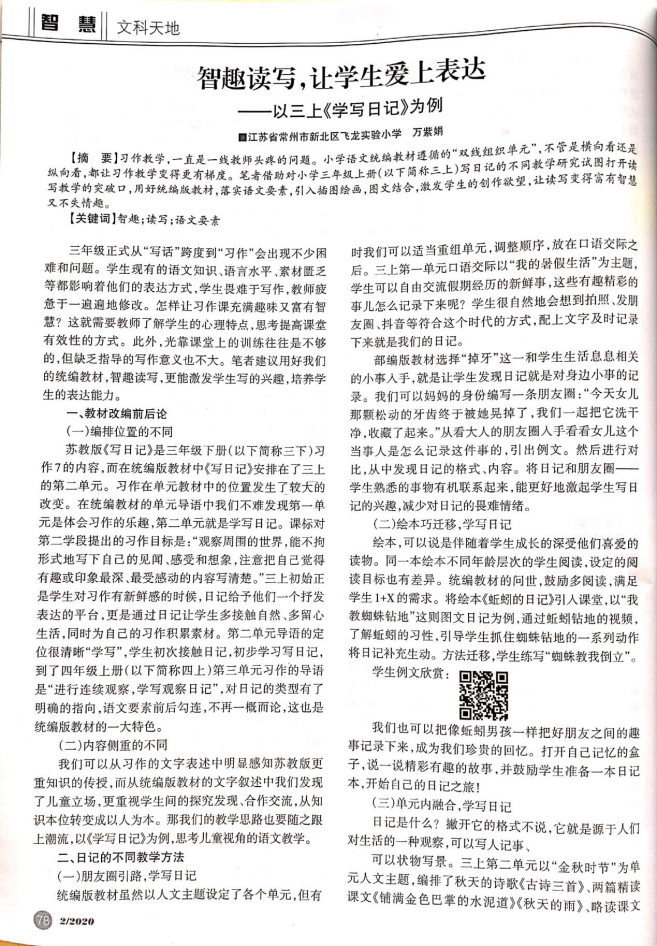 智 慧 文科天地
智趣读写,让学生爱上表达
——以三上《学写日记》为例
■江苏省常州市新北区飞龙实验小学 万紫娟
【摘 要】习作教学,一直是一线教师头疼的问题。小学语文统编教材遵循的“双线组织单元”,不管是横向看还是
纵向看,都让习作教学变得更有梯度。笔者借助对小学三年级上册(以下简称三上)写日记的不同教学研究试图打开读
写教学的突破口,用好统编版教材,落实语文要素,引入插图绘画,图文结合,激发学生的创作欲望,让读写变得富有智慧
又不失情趣。
【关键词】智趣;读写;语文要素
三年级正式从“写话”跨度到“习作”会出现不少困
难和问题。学生现有的语文知识、语言水平、素材匮乏
等都影响着他们的表达方式,学生畏难于写作,教师疲
惫于一遍遍地修改。怎样让习作课充满趣味又富有智
慧?这就需要教师了解学生的心理特点,思考提高课堂
有效性的方式。此外,光靠课堂上的训练往往是不够
的,但缺乏指导的写作意义也不大。笔者建议用好我们
的统编教材,智趣读写,更能激发学生写的兴趣,培养学
生的表达能力。
一、教材改编前后论
(一)编排位置的不同
苏教版《写日记》是三年级下册(以下简称三下)习
作7的内容,而在统编版教材中《写日记》安排在了三上
的第二单元。习作在单元教材中的位置发生了较大的
改变。在统编教材的单元导语中我们不难发现第一单
元是体会习作的乐趣,第二单元就是学写日记。课标对
第二学段提出的习作目标是:“观察周围的世界,能不拘
形式地写下自己的见闻、感受和想象,注意把自己觉得
有趣或印象最深、最受感动的内容写清楚。”三上初始正
是学生对习作有新鲜感的时候,日记给予他们一个抒发
表达的平台,更是通过日记让学生多接触自然、多留心
生活,同时为自己的习作积累素材。第二单元导语的定
位很清晰“学写”,学生初次接触日记,初步学习写日记,
到了四年级上册(以下简称四上)第三单元习作的导语
是“进行连续观察,学写观察日记”,对日记的类型有了
明确的指向,语文要素前后勾连,不再一概而论,这也是
统编版教材的一大特色。
(二)内容侧重的不同
我们可以从习作的文字表述中明显感知苏教版更
重知识的传授,而从统编版教材的文字叙述中我们发现
了儿童立场,更重视学生间的探究发现、合作交流,从知
识本位转变成以人为本。那我们的教学思路也要随之跟
上潮流,以《学写日记》为例,思考儿童视角的语文教学。
二、日记的不同教学方法
(一)朋友圈引路,学写日记
统编版教材虽然以人文主题设定了各个单元,但有
时我们可以适当重组单元,调整顺序,放在口语交际之
后。三上第一单元口语交际以“我的暑假生活”为主题,
学生可以自由交流假期经历的新鲜事,这些有趣精彩的
事儿怎么记录下来呢?学生很自然地会想到拍照、发朋
友圈、抖音等符合这个时代的方式,配上文字及时记录
下来就是我们的日记。
部编版教材选择“掉牙”这一和学生生活息息相关
的小事入手,就是让学生发现日记就是对身边小事的记
录。我们可以妈妈的身份编写一条朋友圈:“今天女儿
那颗松动的牙齿终于被她晃掉了,我们一起把它洗干
净,收藏了起来。”从看大人的朋友圈入手看看女儿这个
当事人是怎么记录这件事的,引出例文。然后进行对
比,从中发现日记的格式、内容。将日记和朋友圈——
学生熟悉的事物有机联系起来,能更好地激起学生写日
记的兴趣,减少对日记的畏难情绪。
(二)绘本巧迁移,学写日记
绘本,可以说是伴随着学生成长的深受他们喜爱的
读物。同一本绘本不同年龄层次的学生阅读,设定的阅
读目标也有差异。统编教材的问世,鼓励多阅读,满足
学生1+X的需求。将绘本《蚯蚓的日记》引入课堂,以“我
教蜘蛛钻地”这则图文日记为例,通过蚯蚓钻地的视频,
了解蚯蚓的习性,引导学生抓住蜘蛛钻地的一系列动作
将日记补充生动。方法迁移,学生练写“蜘蛛教我倒立”。
学生例文欣赏:
我们也可以把像蚯蚓男孩一样把好朋友之间的趣
事记录下来,成为我们珍贵的回忆。打开自己记忆的盒
子,说一说精彩有趣的故事,并鼓励学生准备一本日记
本,开始自己的日记之旅!
(三)单元内融合,学写日记
日记是什么?撇开它的格式不说,它就是源于人们
对生活的一种观察,可以写人记事、
可以状物写景。三上第二单元以“金秋时节”为单
元人文主题,编排了秋天的诗歌《古诗三首》、两篇精读
课文《铺满金色巴掌的水泥道》《秋天的雨》、略读课文
78 2/2020